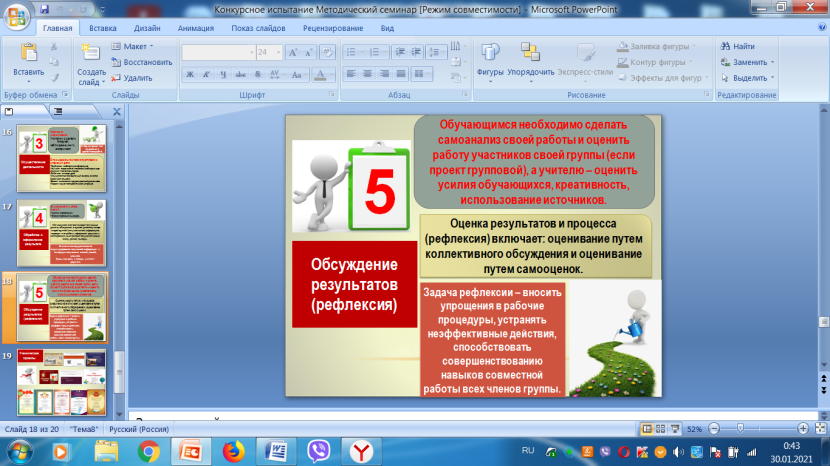 Конкурсное испытание Методический семинар [Режим совместимости] - Microsoft PowerPoint
Главная Вставка Дизайн Анимация Показ слайдов Рецензирование Вид
Вставить
Создать слайд
Макет
Восстановить
Удалить
24
Ж К Ч abc S AV Aa A
Фигуры Упорядочить Экспресс-стили
Заливка фигуры
Контур фигуры
Эффекты для фигур
Найти
Заменить
Выделить
Буфер обмена Слайды Шрифт Абзац Рисование Редактирование
16
3
17
4
18
5
19
5
Обучающимся необходимо сделать
самоанализ своей работы и оценить
работу участников своей группы (если
проект групповой), а учителю – оценить
усилия обучающихся, креативность,
использование источников.
Обсуждение
результатов
(рефлексия)
Оценка результатов и процесса
(рефлексия) включает: оценивание путем
коллективного обсуждения и оценивание
путем самооценок.
Задача рефлексии – вносить
упрощения в рабочие
процедуры, устранять
неэффективные действия,
способствовать
совершенствованию
навыков совместной
работы всех членов группы.
Слайд 18 из 20 "Тема8" Русский (Россия) 52%
RU 0:43
30.01.2021